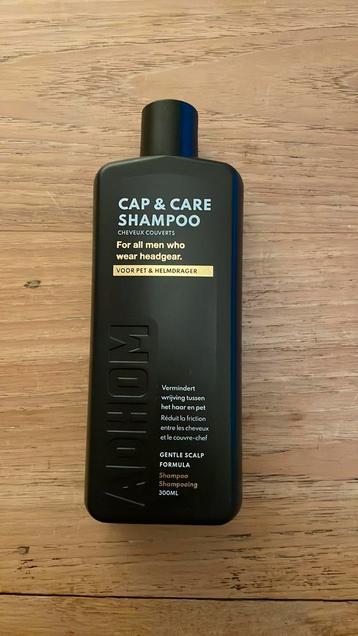 CAP & CARE
SHAMPOO
CHEVEUX COUVERTS
For all men who
wear headgear.
VOOR PET & HELMDRAGER
Vermindert
wrijving tussen
het haar en pet
Réduit la friction
entre les cheveux
et le couvre-chef
GENTLE SCALP
FORMULA
Shampoo
Shampooing
300ML
ADHOM